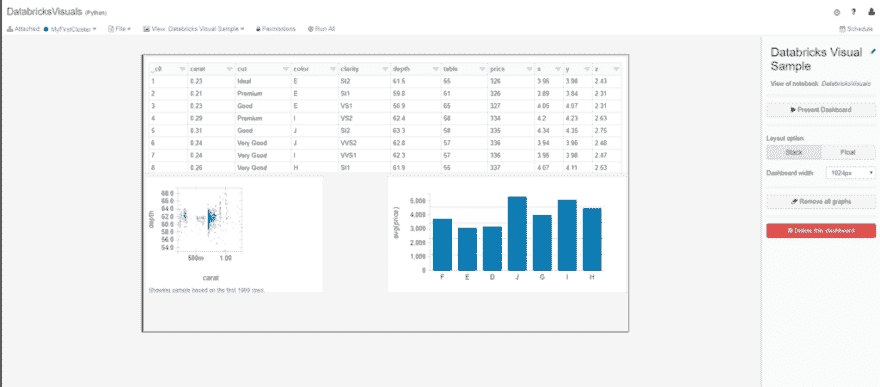 DatabricksVisuals (Python)
Attached: MyFirstCluster File View: Databricks Visual Sample Permissions Run All Schedule
_c0 carat cut color clarity depth table price x y z
1 0.23 Ideal E SI2 61.5 55 326 3.95 3.98 2.43
2 0.21 Premium E SI1 59.8 61 326 3.89 3.84 2.31
3 0.23 Good E VS1 56.9 65 327 4.05 4.07 2.31
4 0.29 Premium I VS2 62.4 58 334 4.2 4.23 2.63
5 0.31 Good J SI2 63.3 58 335 4.34 4.35 2.75
6 0.24 Very Good J VVS2 62.8 57 336 3.94 3.96 2.48
7 0.24 Very Good I VVS1 62.3 57 336 3.95 3.98 2.47
8 0.26 Very Good H SI1 61.9 55 337 4.07 4.11 2.53
Databricks Visual
Sample
View of notebook: DatabricksVisuals
Present Dashboard
Layout option
Stack Float
Dashboard width 1024px
Remove all graphs
Delete this dashboard
depth
68.0
66.0
64.0
62.0
60.0
58.0
56.0
54.0
500m 1.00
carat
Showing sample based on the first 1000 rows.
avg(price)
5,000
4,000
3,000
2,000
1,000
0
F E D J G I H